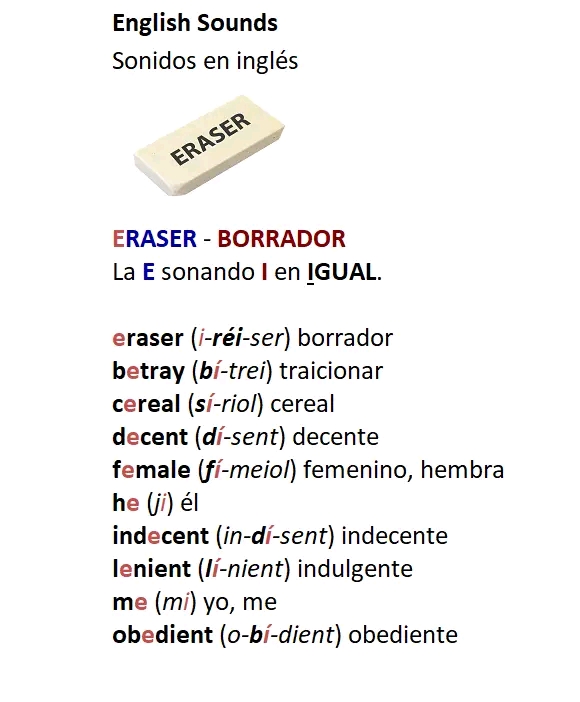 English Sounds
Sonidos en inglés
ERASER
ERASER - BORRADOR
La E sonando I en IGUAL.
eraser (i-réi-ser) borrador
betray (bí-trei) traicionar
cereal (sí-riol) cereal
decent (dí-sent) decente
female (fí-meiol) femenino, hembra
he (ji) él
indecent (in-dí-sent) indecente
lenient (lí-nient) indulgente
me (mi) yo, me
obedient (o-bí-dient) obediente